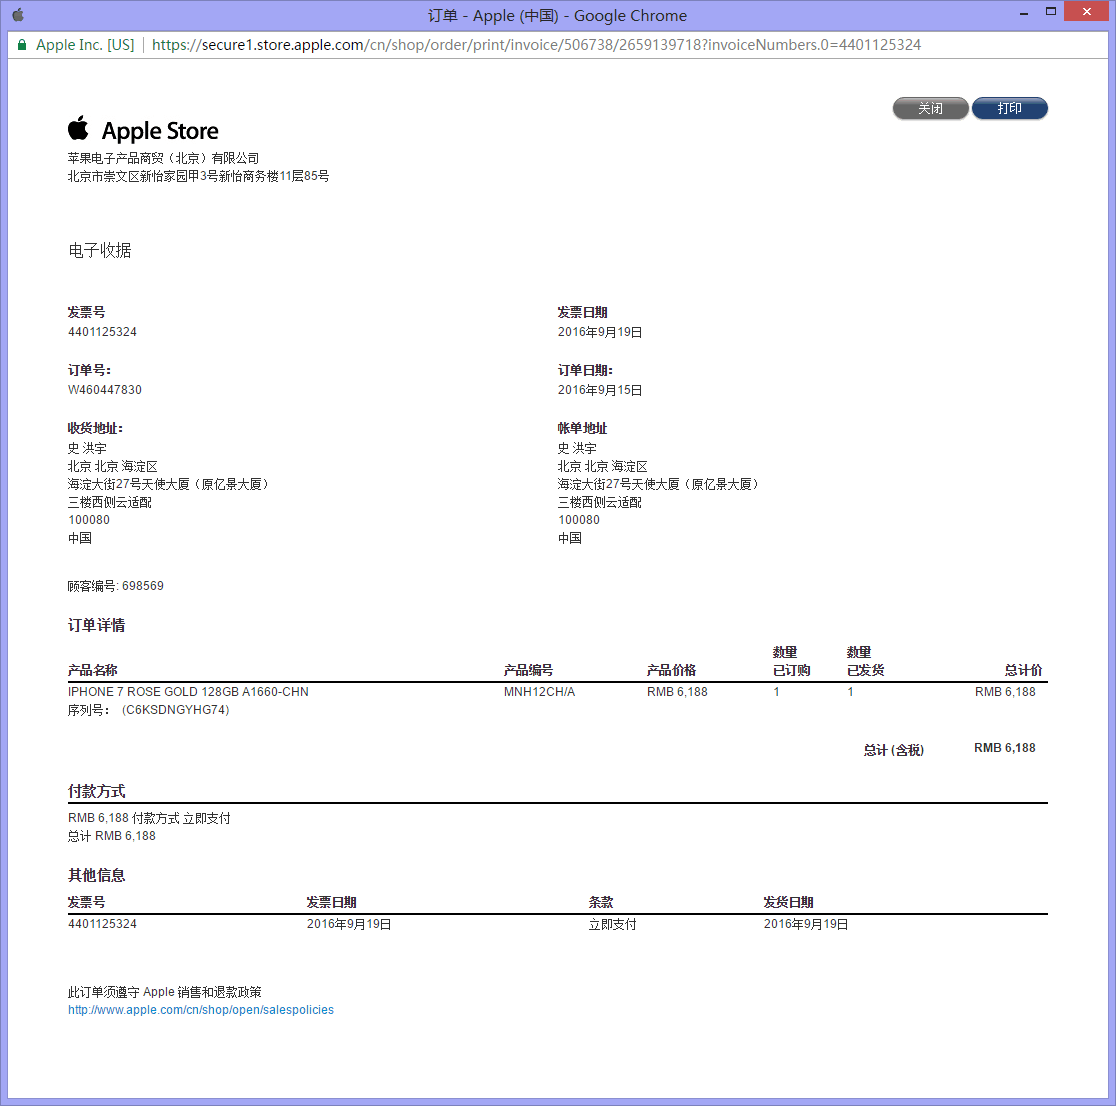 订单 - Apple (中国) - Google Chrome
Apple Inc. [US] https://secure1.store.apple.com/cn/shop/order/print/invoice/506738/2659139718?invoiceNumbers.0=4401125324
关闭 打印
Apple Store
苹果电子产品商贸（北京）有限公司
北京市崇文区新怡家园甲3号新怡商务楼11层85号
电子收据
发票号 发票日期
4401125324 2016年9月19日
订单号： 订单日期：
W460447830 2016年9月15日
收货地址： 帐单地址
史 洪宇 史 洪宇
北京 北京 海淀区 北京 北京 海淀区
海淀大街27号天使大厦（原亿景大厦） 海淀大街27号天使大厦（原亿景大厦）
三楼西侧云适配 三楼西侧云适配
100080 100080
中国 中国
顾客编号: 698569
订单详情
数量 数量
产品名称 产品编号 产品价格 已订购 已发货 总计价
IPHONE 7 ROSE GOLD 128GB A1660-CHN MNH12CH/A RMB 6,188 1 1 RMB 6,188
序列号： （C6KSDNGYHG74）
总计 (含税) RMB 6,188
付款方式
RMB 6,188 付款方式 立即支付
总计 RMB 6,188
其他信息
发票号 发票日期 条款 发货日期
4401125324 2016年9月19日 立即支付 2016年9月19日
此订单须遵守 Apple 销售和退款政策
http://www.apple.com/cn/shop/open/salespolicies